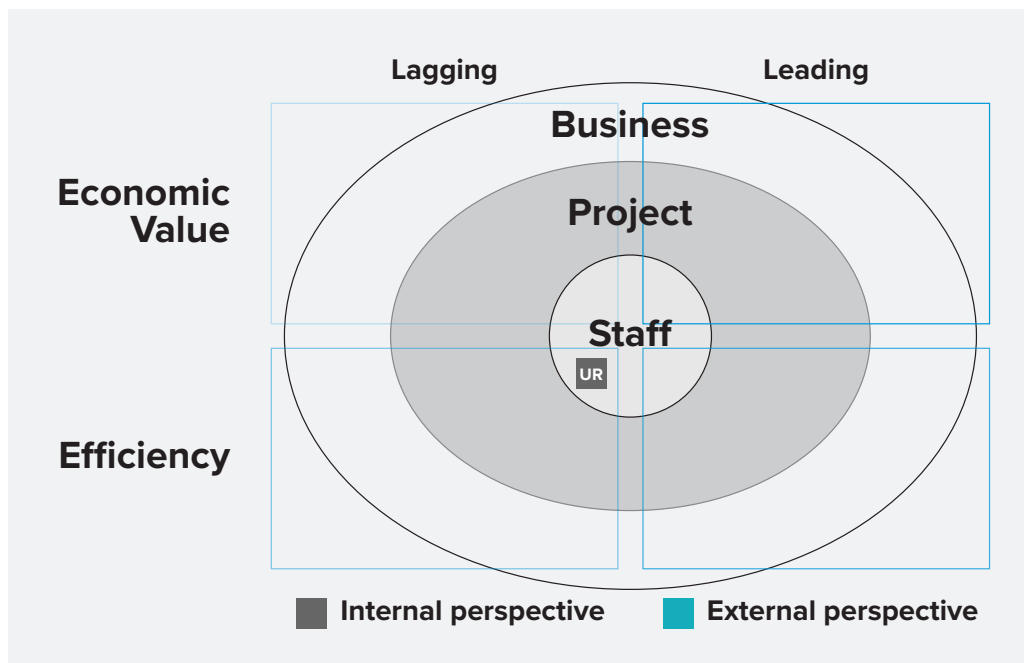 Lagging
Leading
Business
Economic
Value
Project
Staff
UR
Efficiency
Internal perspective
External perspective